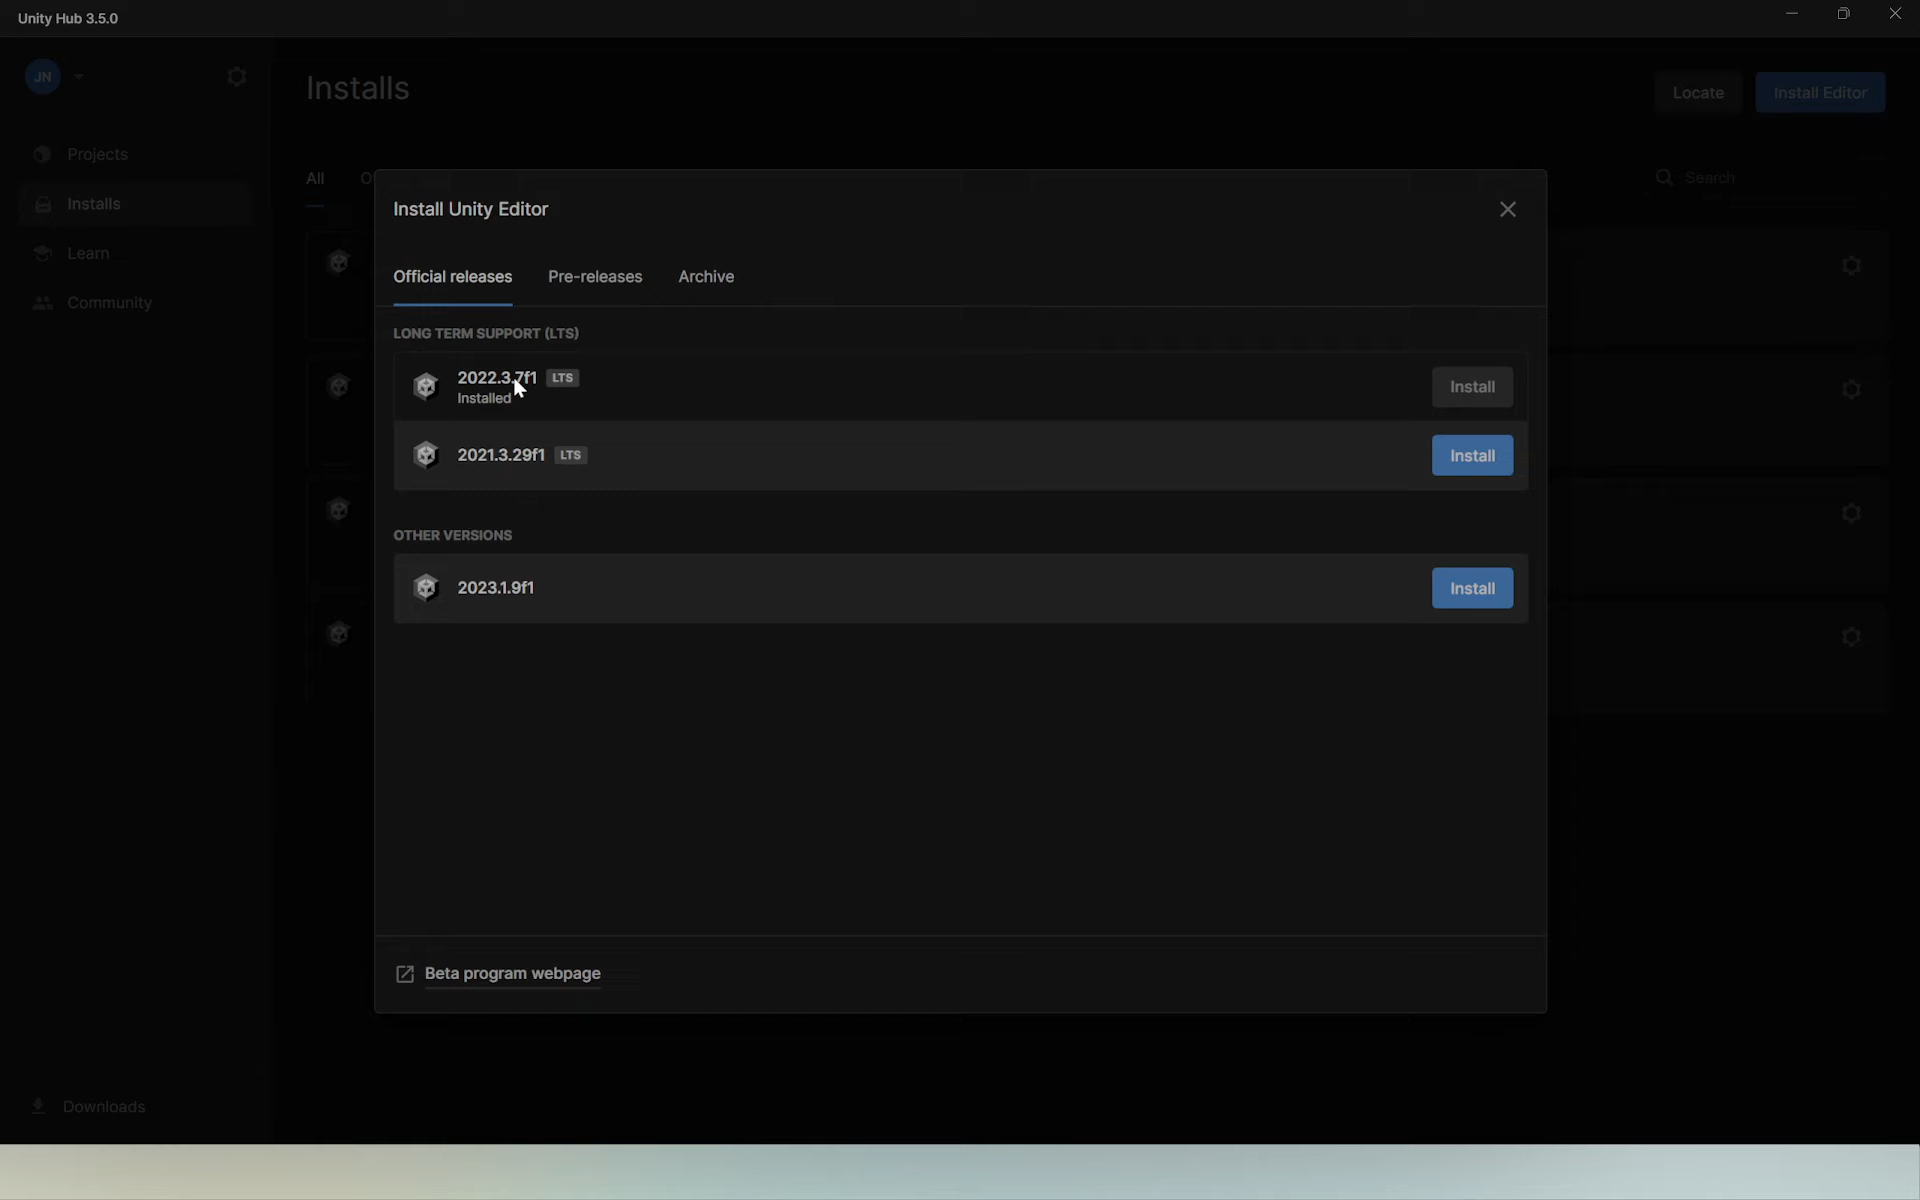 Unity Hub 3.5.0
JN
Installs
Locate
Install Editor
Projects
Installs
Learn
Community
All
Search
Install Unity Editor
Official releases
Pre-releases
Archive
LONG TERM SUPPORT (LTS)
2022.3.7f1 LTS
Installed
Install
2021.3.29f1 LTS
Install
OTHER VERSIONS
2023.1.9f1
Install
Beta program webpage
Downloads